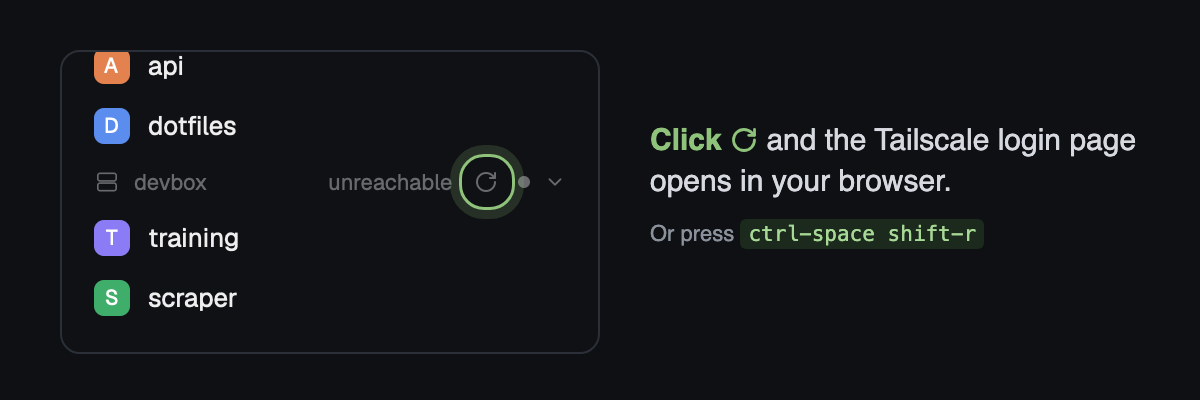 A api
D dotfiles
devbox unreachable
T training
S scraper
Click and the Tailscale login page
opens in your browser.
Or press ctrl-space shift-r